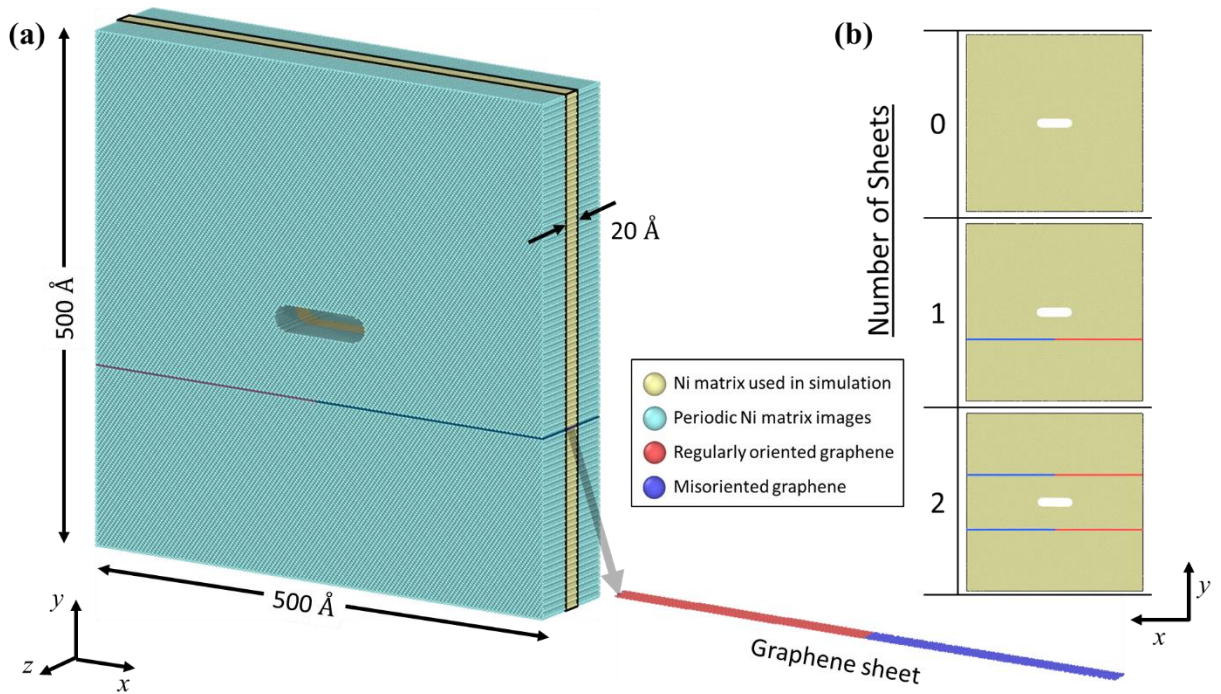 (a)
500 Å
20 Å
500 Å
y
z
x
Ni matrix used in simulation
Periodic Ni matrix images
Regularly oriented graphene
Misoriented graphene
Graphene sheet
(b)
Number of Sheets
0
1
2
y
x